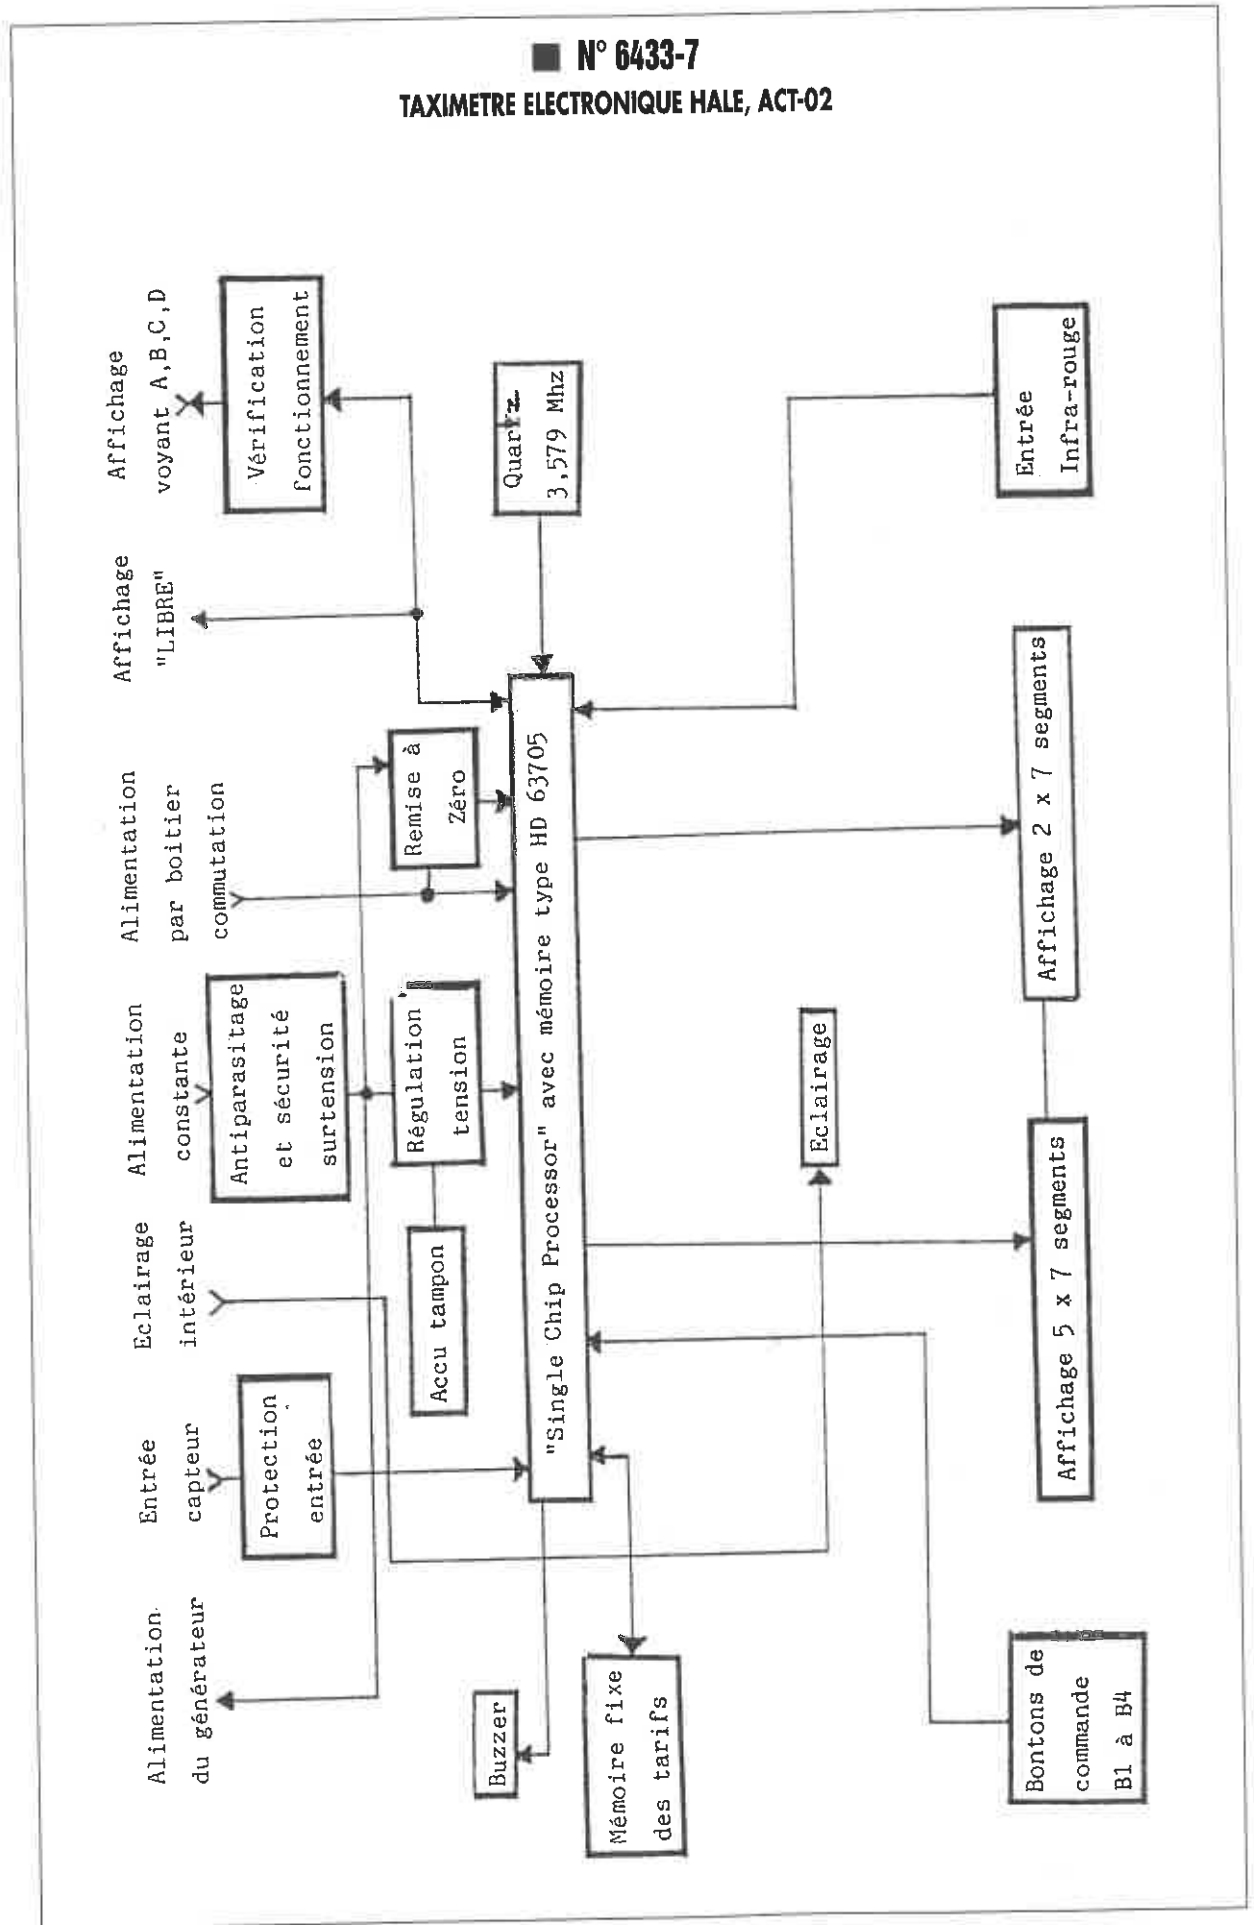 ■ N° 6433-7
TAXIMETRE ELECTRONIQUE HALE, ACT-02
Alimentation
du générateur
Entrée
capteur
Eclairage
intérieur
Alimentation
constante
Alimentation
par boitier
commutation
Affichage
"LIBRE"
Affichage
voyant A,B,C,D
Protection
entrée
Antiparasitage
et sécurité
surtension
Vérification
fonctionnement
Accu tampon
Régulation
tension
Remise à
Zéro
Quartz
3,579 Mhz
Buzzer
"Single Chip Processor" avec mémoire type HD 63705
Mémoire fixe
des tarifs
Eclairage
Bontons de
commande
B1 à B4
Affichage 5 x 7 segments
Affichage 2 x 7 segments
Entrée
Infra-rouge